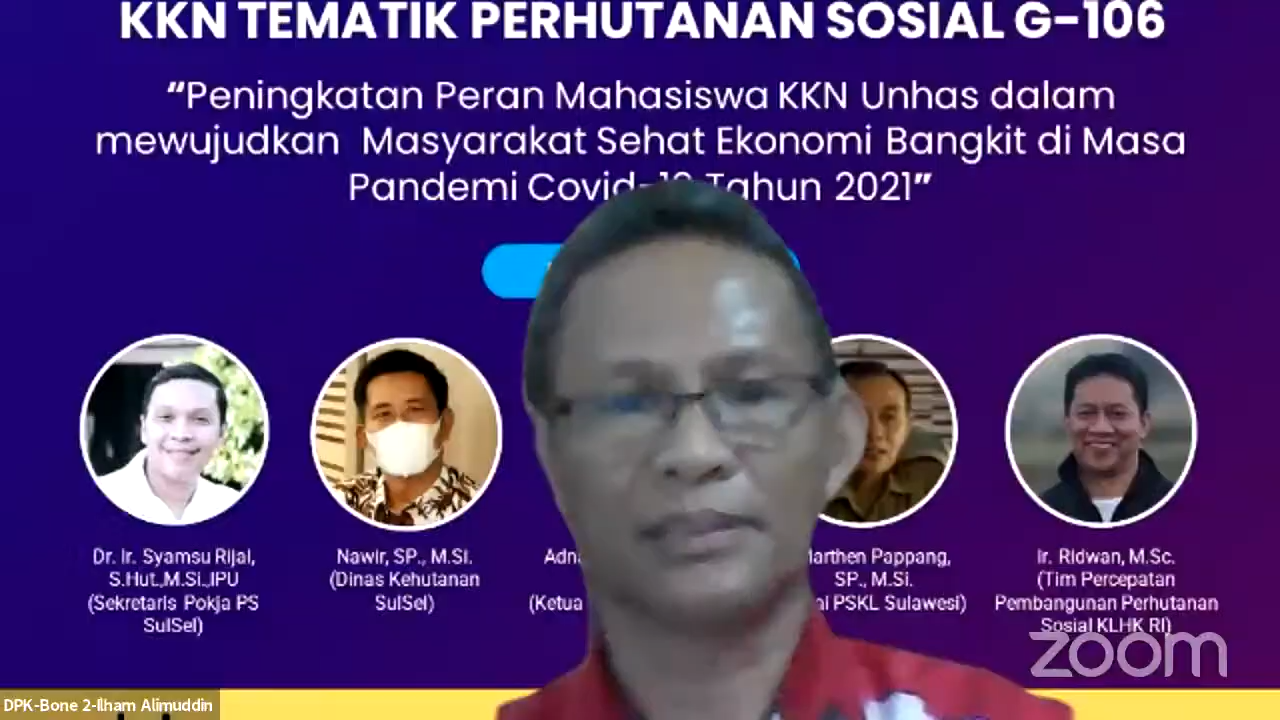 KKN TEMATIK PERHUTANAN SOSIAL G-106
“Peningkatan Peran Mahasiswa KKN Unhas dalam
mewujudkan Masyarakat Sehat Ekonomi Bangkit di Masa
Pandemi Covid-19 Tahun 2021”
Dr. Ir. Syamsu Rijal,
S.Hut.,M.Si.,IPU
(Sekretaris Pokja PS
SulSel)
Nawir, SP., M.Si.
(Dinas Kehutanan
SulSel)
(Ketua
Marthen Pappang,
SP., M.Si.
PSKL Sulawesi)
Ir. Ridwan, M.Sc.
(Tim Percepatan
Pembangunan Perhutanan
Sosial KLHK RI)
zoom
DPK-Bone 2-Ilham Alimuddin